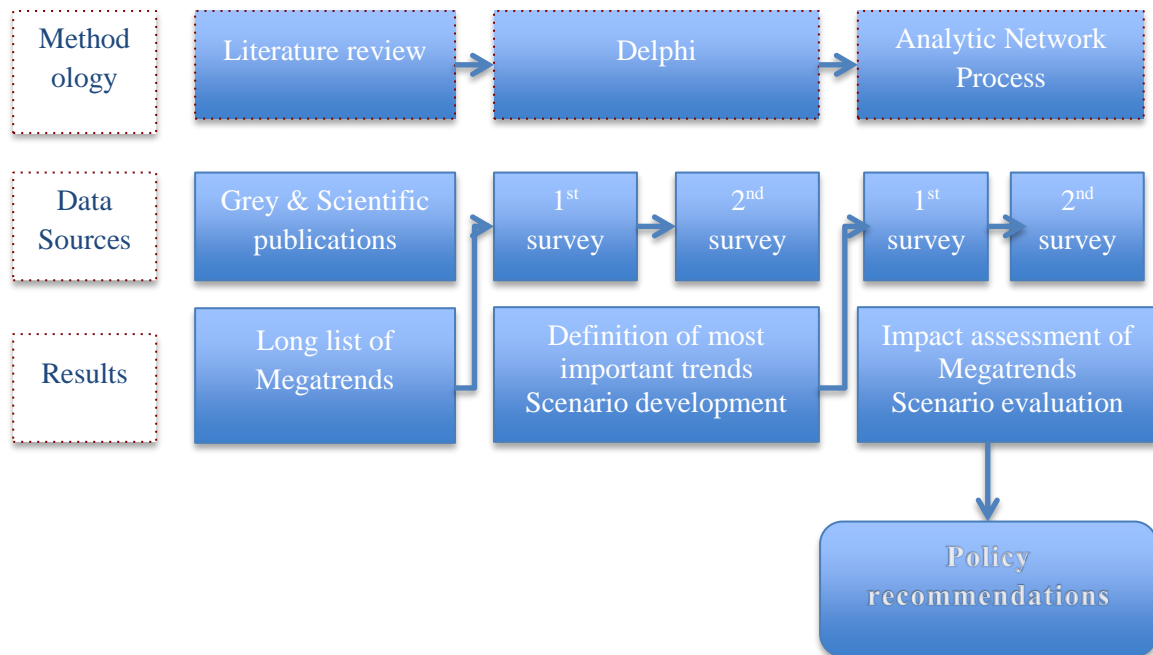 Method
ology
Literature review
Delphi
Analytic Network
Process
Data
Sources
Grey & Scientific
publications
1st
survey
2nd
survey
1st
survey
2nd
survey
Results
Long list of
Megatrends
Definition of most
important trends
Scenario development
Impact assessment of
Megatrends
Scenario evaluation
Policy
recommendations